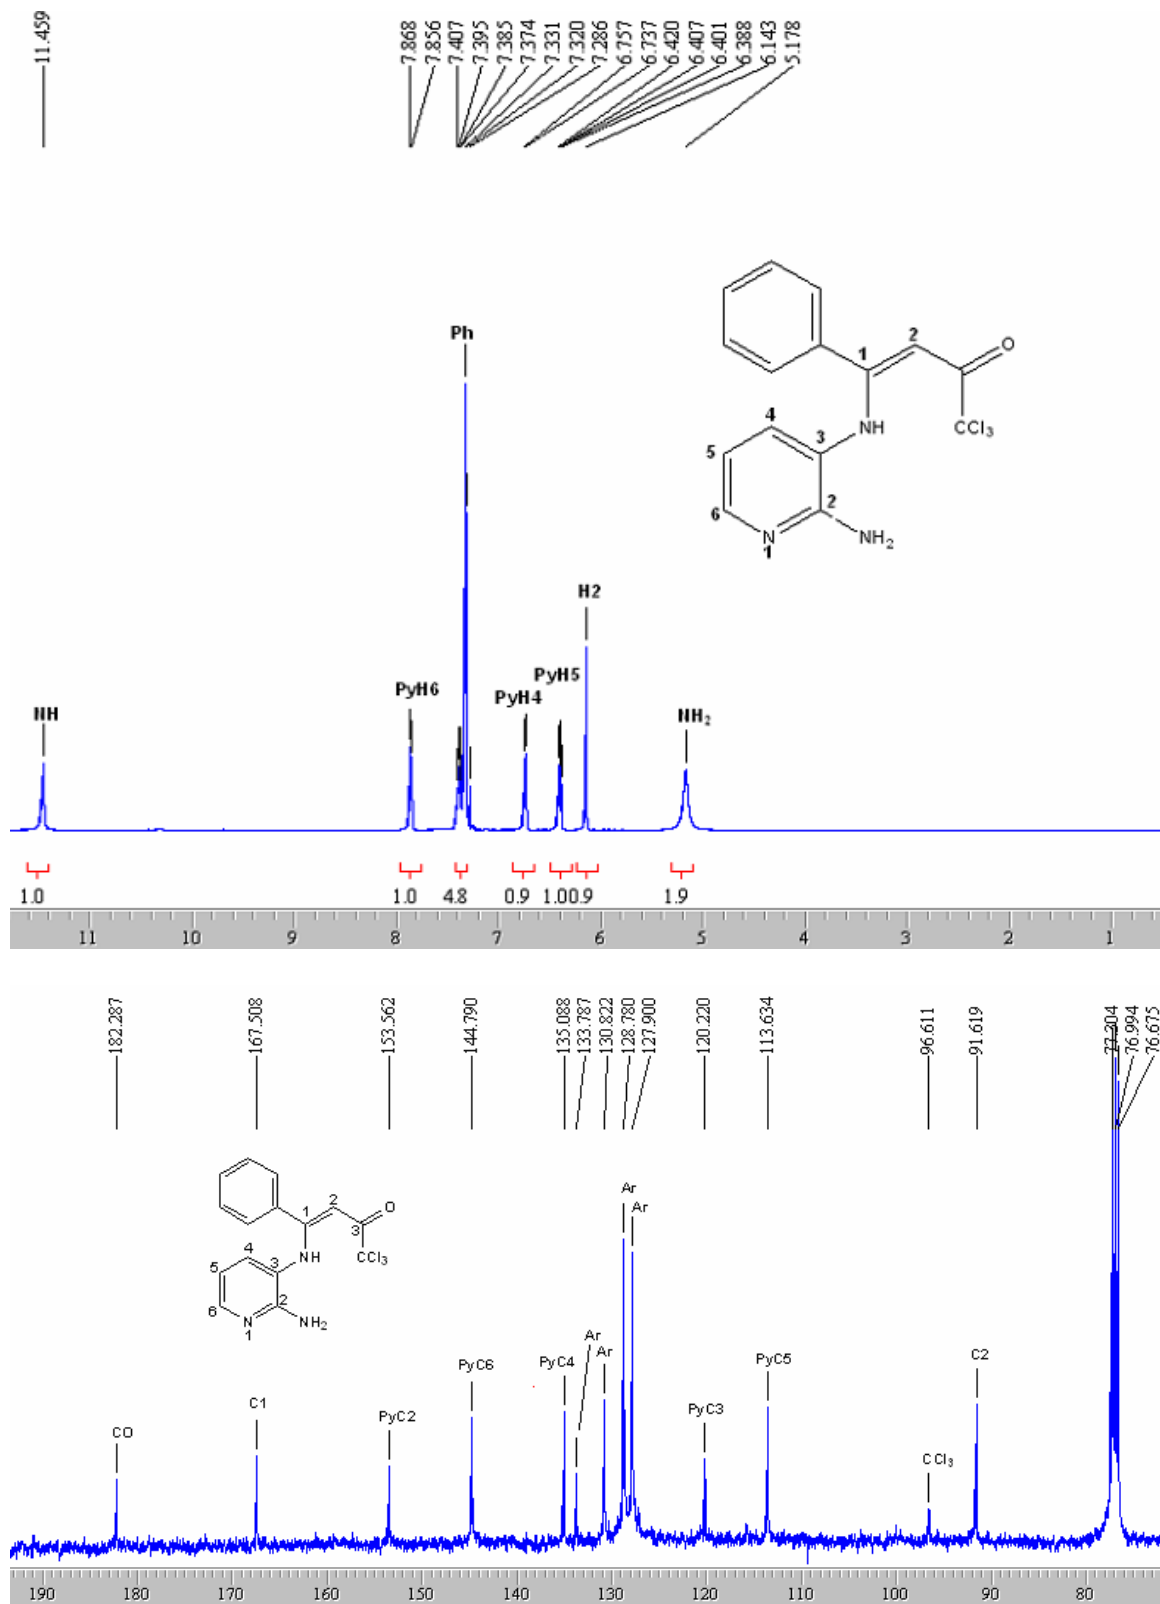 11.459 7.868 7.856 7.407 7.395 7.385 7.374 7.331 7.320 7.286 6.757 6.737 6.420 6.407 6.401 6.388 6.143 5.178
Ph
1 2 O
4 NH CCl3
5 3
6 2
N NH2
1
H2
PyH6 PyH4 PyH5
NH NH2
1.0 1.0 4.8 0.9 1.0 0.9 1.9
11 10 9 8 7 6 5 4 3 2 1
182.287 167.508 153.562 144.790 135.088 133.787 130.822 128.780 127.900 120.220 113.634 96.611 91.619 77.304 76.994 76.675
Ar
Ar
1 2 O
3
4 NH CCl3
5 3
6 2
N NH2
1
Ar
Ar
CO C1 PyC2 PyC6 PyC4 PyC3 PyC5 CCl3 C2
190 180 170 160 150 140 130 120 110 100 90 80